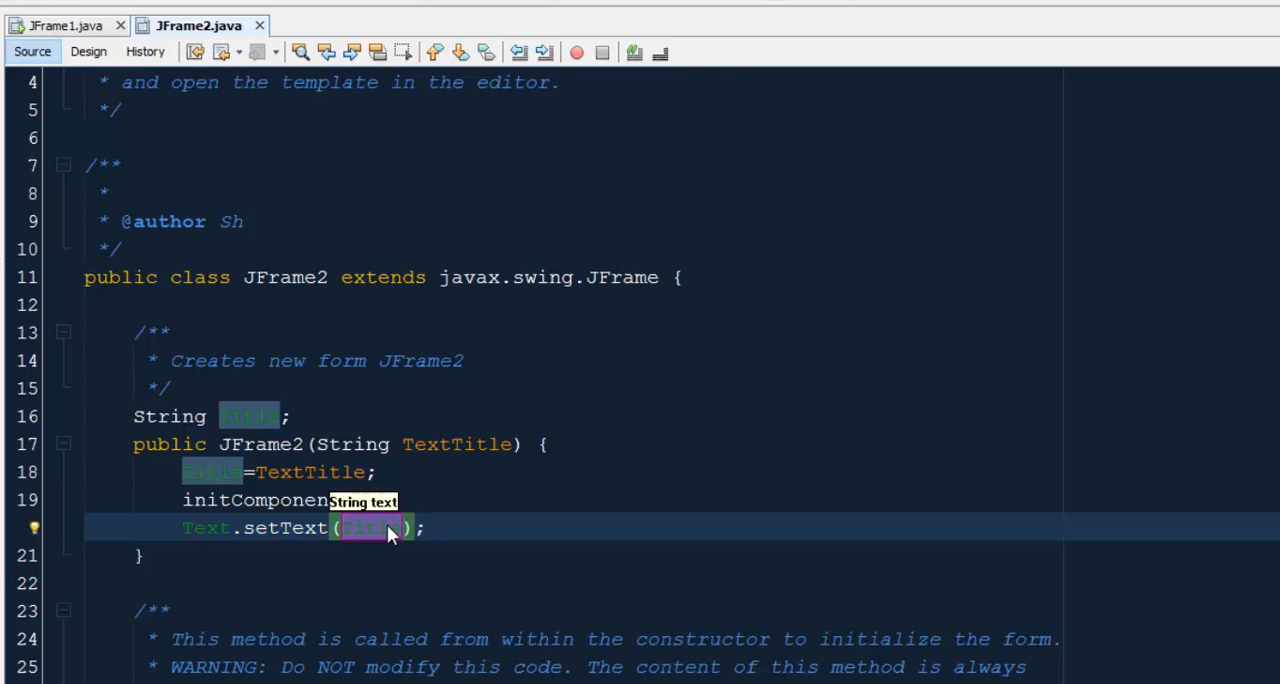 JFrame1.java JFrame2.java
Source Design History
4 * and open the template in the editor.
5 */
6
7 /**
8 *
9 * @author Sh
10 */
11 public class JFrame2 extends javax.swing.JFrame {
12
13 /**
14 * Creates new form JFrame2
15 */
16 String Title;
17 public JFrame2(String TextTitle) {
18 Title=TextTitle;
String text
19 initComponen
Text.setText(Title);
21 }
22
23 /**
24 * This method is called from within the constructor to initialize the form.
25 * WARNING: Do NOT modify this code. The content of this method is always